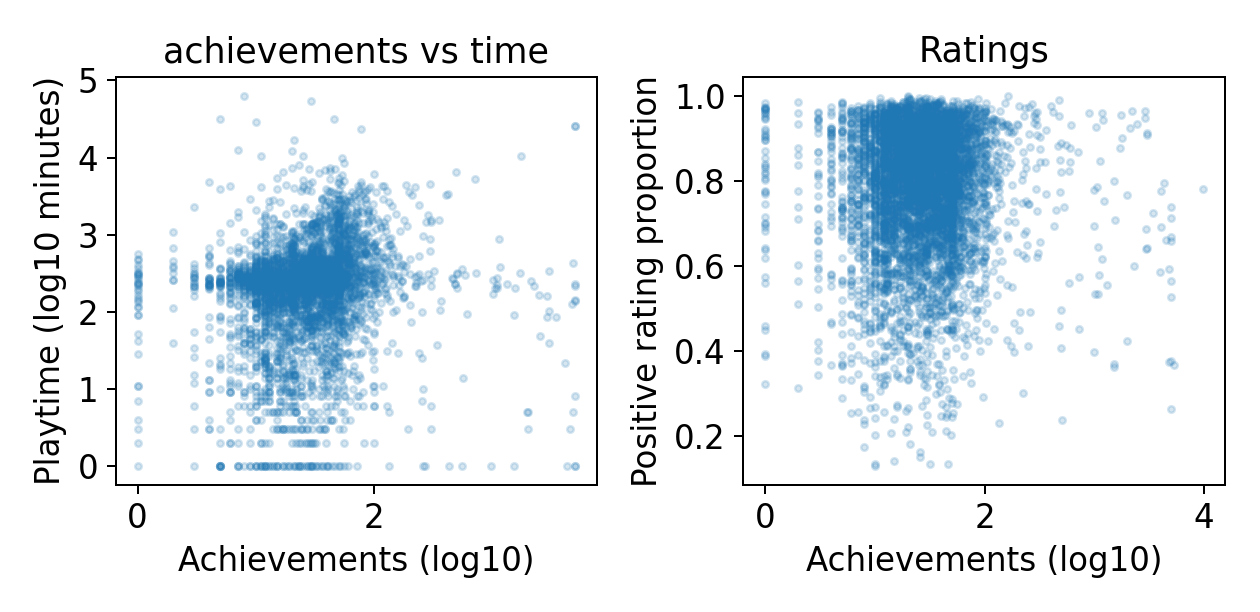 achievements vs time
Playtime (log10 minutes)
5
4
3
2
1
0
0 2
Achievements (log10)
Ratings
Positive rating proportion
1.0
0.8
0.6
0.4
0.2
0 2 4
Achievements (log10)